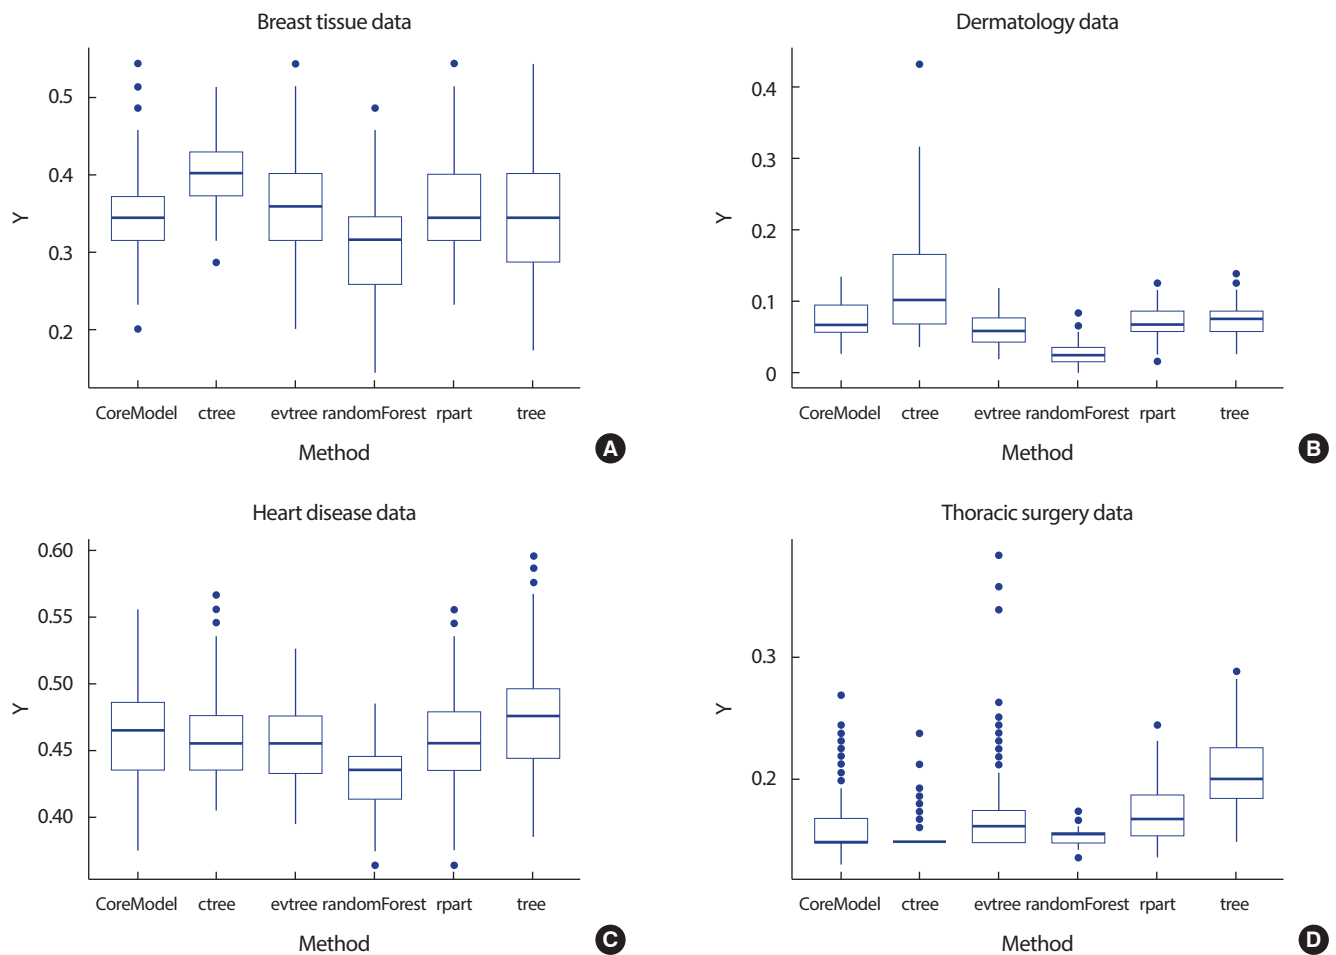 Breast tissue data
0.5
0.4
0.3
0.2
Y
CoreModel ctree evtree randomForest rpart tree
Method
A
Dermatology data
0.4
0.3
0.2
0.1
0
Y
CoreModel ctree evtree randomForest rpart tree
Method
B
Heart disease data
0.60
0.55
0.50
0.45
0.40
Y
CoreModel ctree evtree randomForest rpart tree
Method
C
Thoracic surgery data
0.3
0.2
Y
CoreModel ctree evtree randomForest rpart tree
Method
D